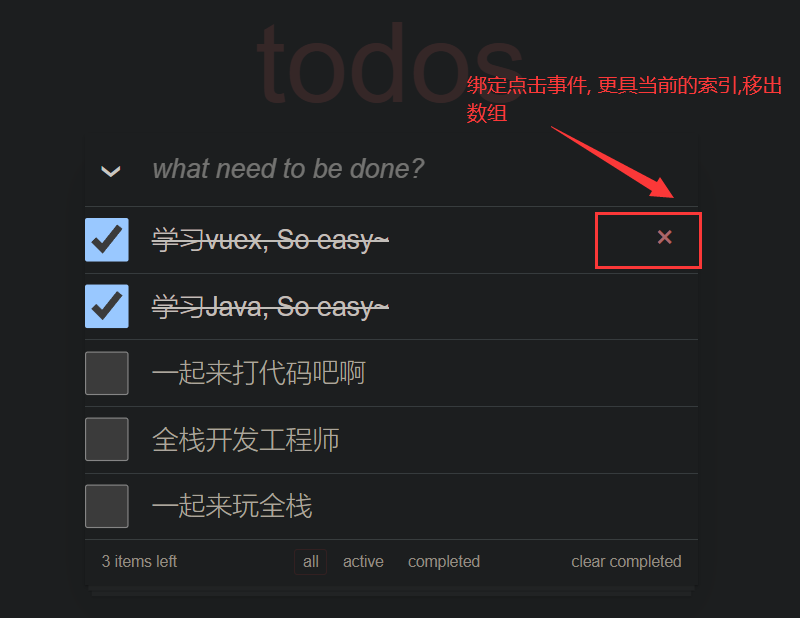 todos
绑定点击事件, 更具当前的索引,移出
数组
what need to be done?
学习vuex, So easy~
学习Java, So easy~
一起来打代码吧啊
全栈开发工程师
一起来玩全栈
3 items left all active completed clear completed